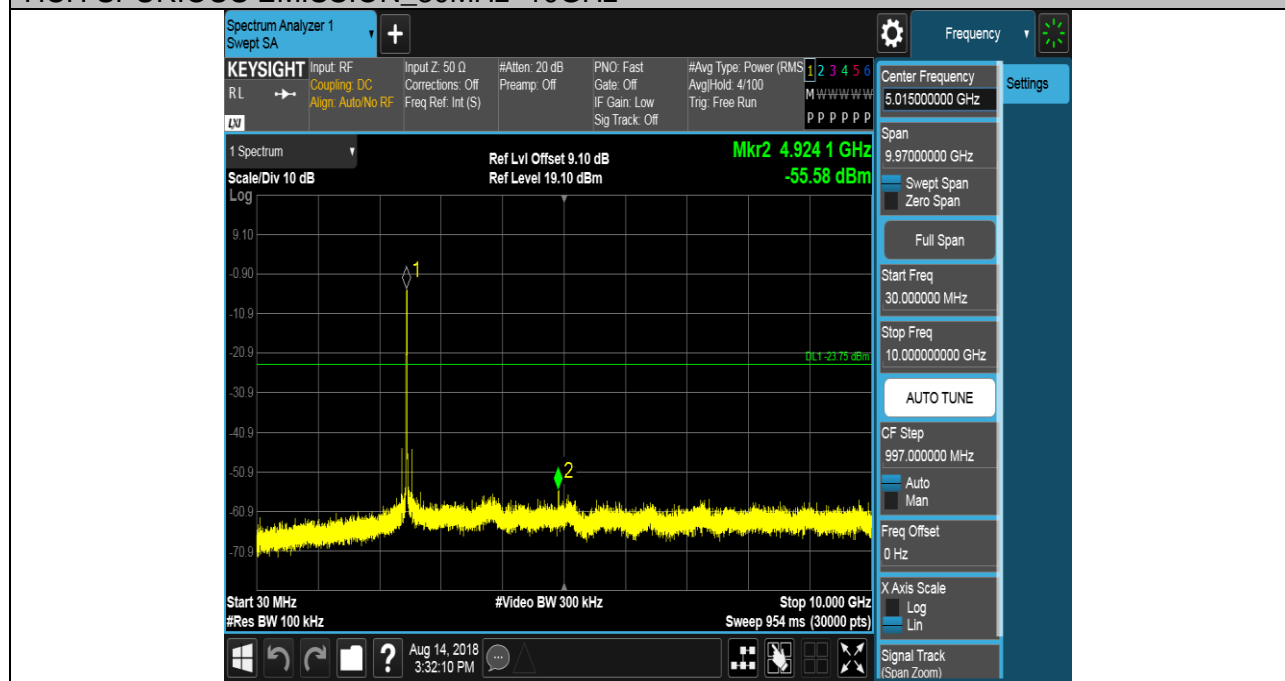 Spectrum Analyzer 1
Swept SA
+
Frequency
KEYSIGHT
RL
LXI
Input: RF
Coupling: DC
Align: Auto/No RF
Input Z: 50 Ω
Corrections: Off
Freq Ref: Int (S)
#Atten: 20 dB
Preamp: Off
PNO: Fast
Gate: Off
IF Gain: Low
Sig Track: Off
#Avg Type: Power (RMS
Avg|Hold: 4/100
Trig: Free Run
1 2 3 4 5 6
M W W W W W
P P P P P P
1 Spectrum
Scale/Div 10 dB
Log
Ref Lvl Offset 9.10 dB
Ref Level 19.10 dBm
Mkr2 4.924 1 GHz
-55.58 dBm
9.10
-0.90
-10.9
-20.9
-30.9
-40.9
-50.9
-60.9
-70.9
1
2
DL1 -23.75 dBm
Start 30 MHz
#Res BW 100 kHz
#Video BW 300 kHz
Stop 10.000 GHz
Sweep 954 ms (30000 pts)
?
Aug 14, 2018
3:32:10 PM
Center Frequency
5.015000000 GHz
Settings
Span
9.97000000 GHz
Swept Span
Zero Span
Full Span
Start Freq
30.000000 MHz
Stop Freq
10.000000000 GHz
AUTO TUNE
CF Step
997.000000 MHz
Auto
Man
Freq Offset
0 Hz
X Axis Scale
Log
Lin
Signal Track
(Span Zoom)